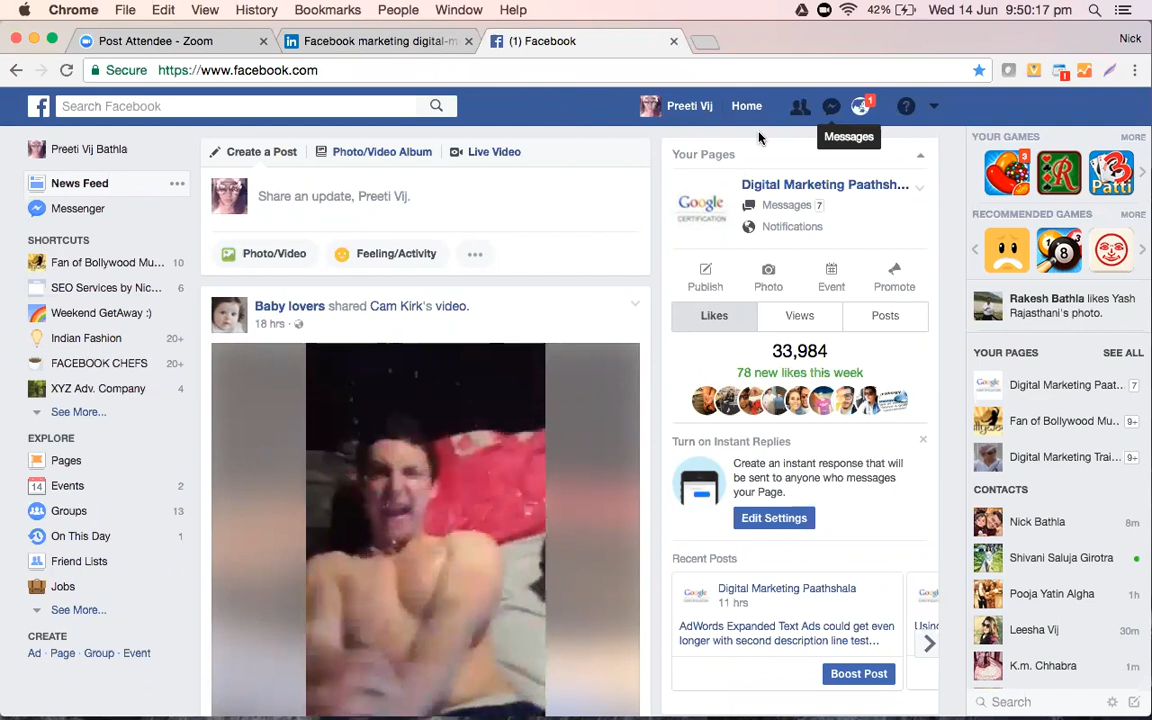 Chrome File Edit View History Bookmarks People Window Help
42% Wed 14 Jun 9:50:17 pm
Post Attendee - Zoom
Facebook marketing digital-m
(1) Facebook
Nick
Secure https://www.facebook.com
Search Facebook
Preeti Vij Home
1
Messages
Preeti Vij Bathla
News Feed
Messenger
SHORTCUTS
Fan of Bollywood Mu... 10
SEO Services by Nic... 6
Weekend GetAway :)
Indian Fashion 20+
FACEBOOK CHEFS 20+
XYZ Adv. Company 4
See More...
EXPLORE
Pages
14 Events 2
Groups 13
On This Day 1
Friend Lists
Jobs
See More...
CREATE
Ad · Page · Group · Event
Create a Post Photo/Video Album Live Video
Share an update, Preeti Vij.
Photo/Video Feeling/Activity
Baby lovers shared Cam Kirk's video.
18 hrs ·
Your Pages
Google
CERTIFICATION
Digital Marketing Paathsh...
Messages 7
Notifications
Publish Photo Event Promote
Likes Views Posts
33,984
78 new likes this week
Turn on Instant Replies
Create an instant response that will
be sent to anyone who messages
your Page.
Edit Settings
Recent Posts
Google
Digital Marketing Paathshala
11 hrs
AdWords Expanded Text Ads could get even
longer with second description line test...
Boost Post
YOUR GAMES MORE
3
R
3
Patti
RECOMMENDED GAMES MORE
8
Rakesh Bathla likes Yash
Rajasthani's photo.
YOUR PAGES SEE ALL
Google
Digital Marketing Paat... 7
Fan of Bollywood Mu.. 9+
Digital Marketing Trai... 9+
CONTACTS
Nick Bathla 8m
Shivani Saluja Girotra
Pooja Yatin Algha 1h
Leesha Vij 30m
K.m. Chhabra 1m
Search